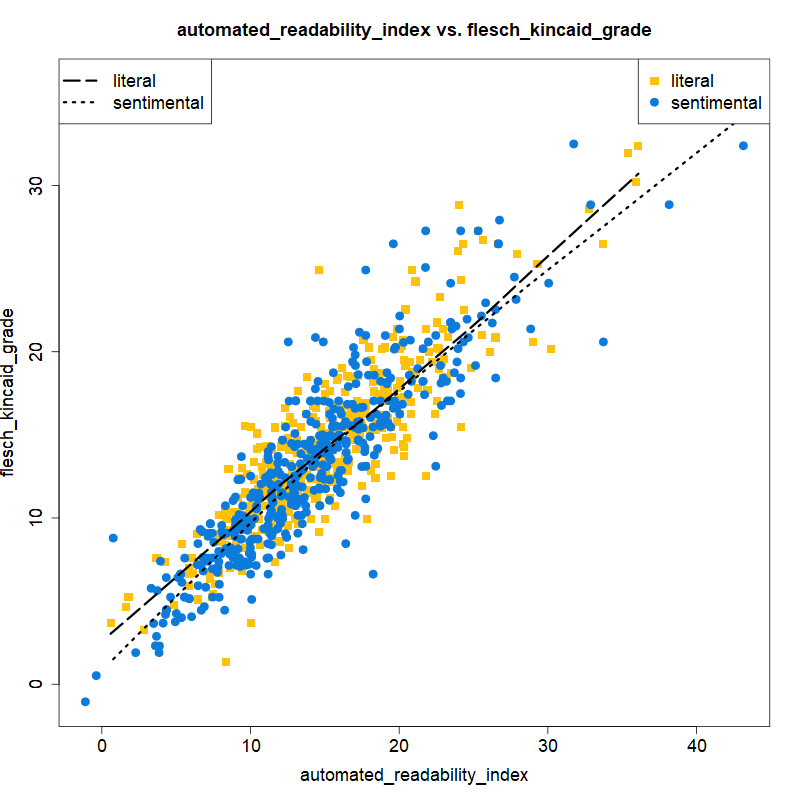 automated_readability_index vs. flesch_kincaid_grade
literal
sentimental
literal
sentimental
flesch_kincaid_grade
30
20
10
0
0 10 20 30 40
automated_readability_index